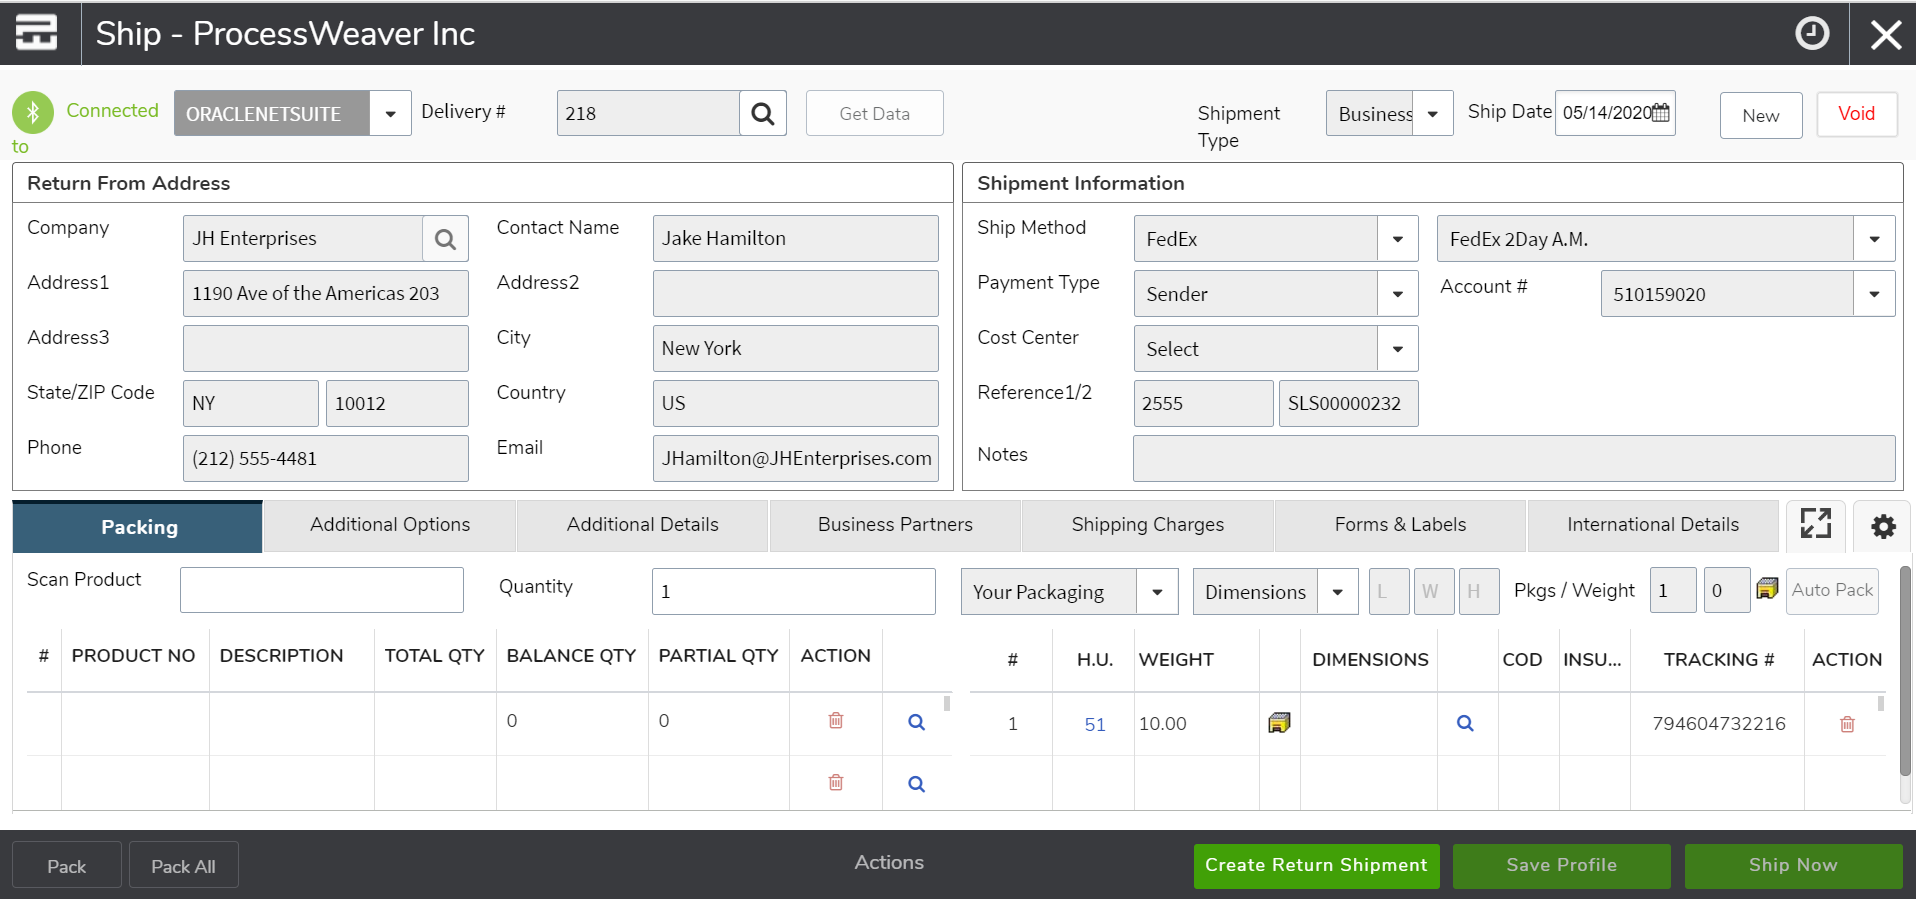 Ship - ProcessWeaver Inc
Connected to
ORACLENETSUITE
Delivery #
218
Get Data
Shipment Type
Business
Ship Date
05/14/2020
New
Void
Return From Address
Company
JH Enterprises
Contact Name
Jake Hamilton
Address1
1190 Ave of the Americas 203
Address2
Address3
City
New York
State/ZIP Code
NY
10012
Country
US
Phone
(212) 555-4481
Email
JHamilton@JHEnterprises.com
Shipment Information
Ship Method
FedEx
FedEx 2Day A.M.
Payment Type
Sender
Account #
510159020
Cost Center
Select
Reference1/2
2555
SLS00000232
Notes
Packing
Additional Options
Additional Details
Business Partners
Shipping Charges
Forms & Labels
International Details
Scan Product
Quantity
1
Your Packaging
Dimensions
L
W
H
Pkgs / Weight
1
0
Auto Pack
# PRODUCT NO DESCRIPTION TOTAL QTY BALANCE QTY PARTIAL QTY ACTION
0 0
# H.U. WEIGHT DIMENSIONS COD INSU... TRACKING # ACTION
1 51 10.00 794604732216
Pack
Pack All
Actions
Create Return Shipment
Save Profile
Ship Now